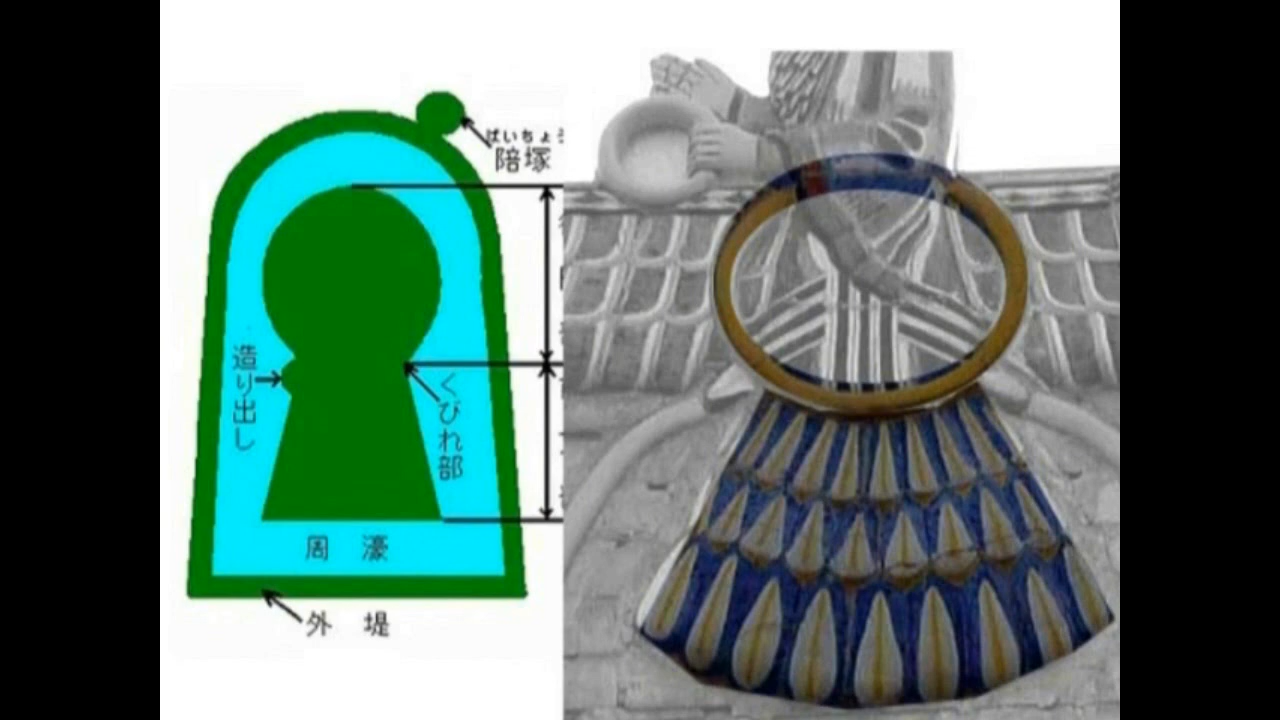 ばいちょう
陪塚
造り出し
くびれ部
周 濠
外 堤